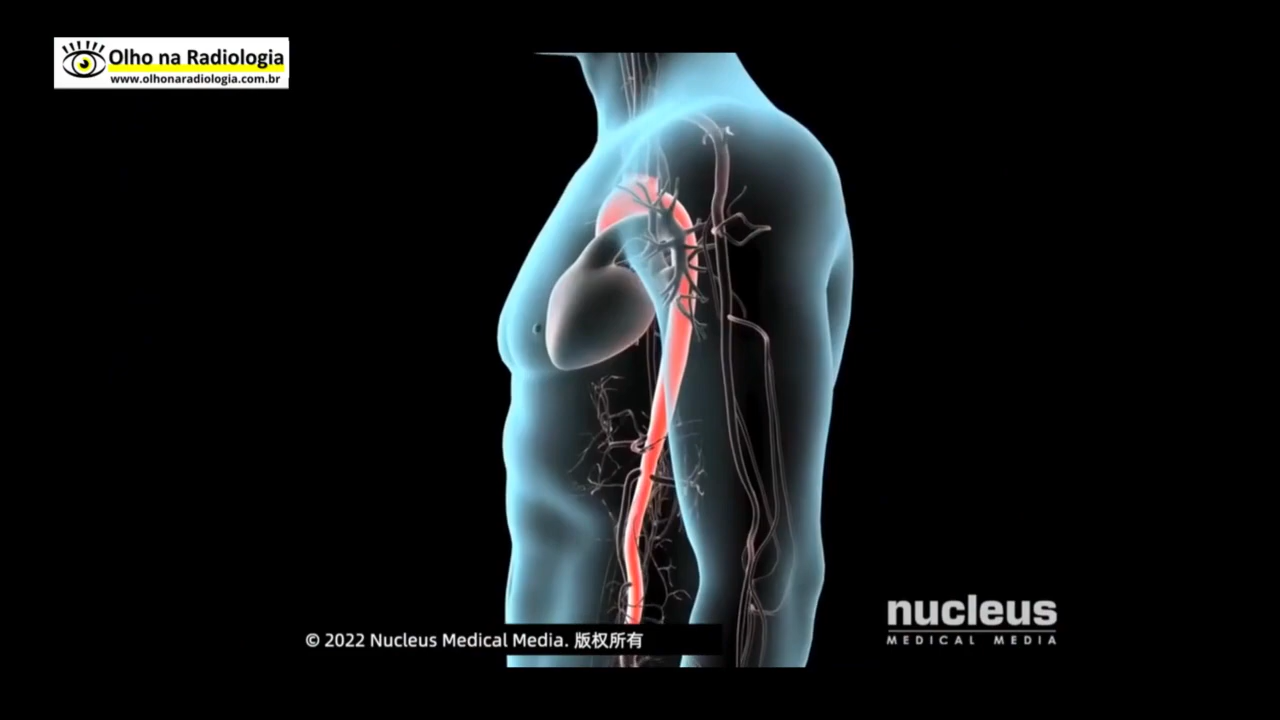 Olho na Radiologia
www.olhonaradiologia.com.br
© 2022 Nucleus Medical Media. 版权所有
nucleus
MEDICAL MEDIA